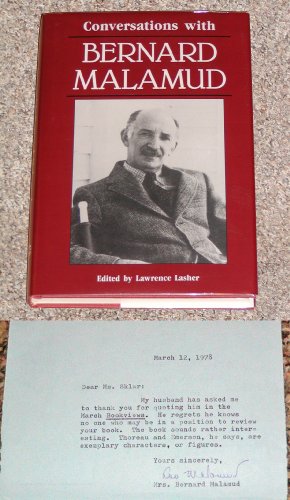 Conversations with
BERNARD
MALAMUD
Edited by Lawrence Lasher
March 12, 1978
Dear Ms. Sklar:
My husband has asked me
to thank you for quoting him in the
March Bookviews. He regrets he knows
no one who may be in a position to review
your book. The book sounds rather inter-
esting. Thoreau and Emerson, he says, are
exemplary characters, or figures.
Yours sincerely,
Ann Malamud
Mrs. Bernard Malamud